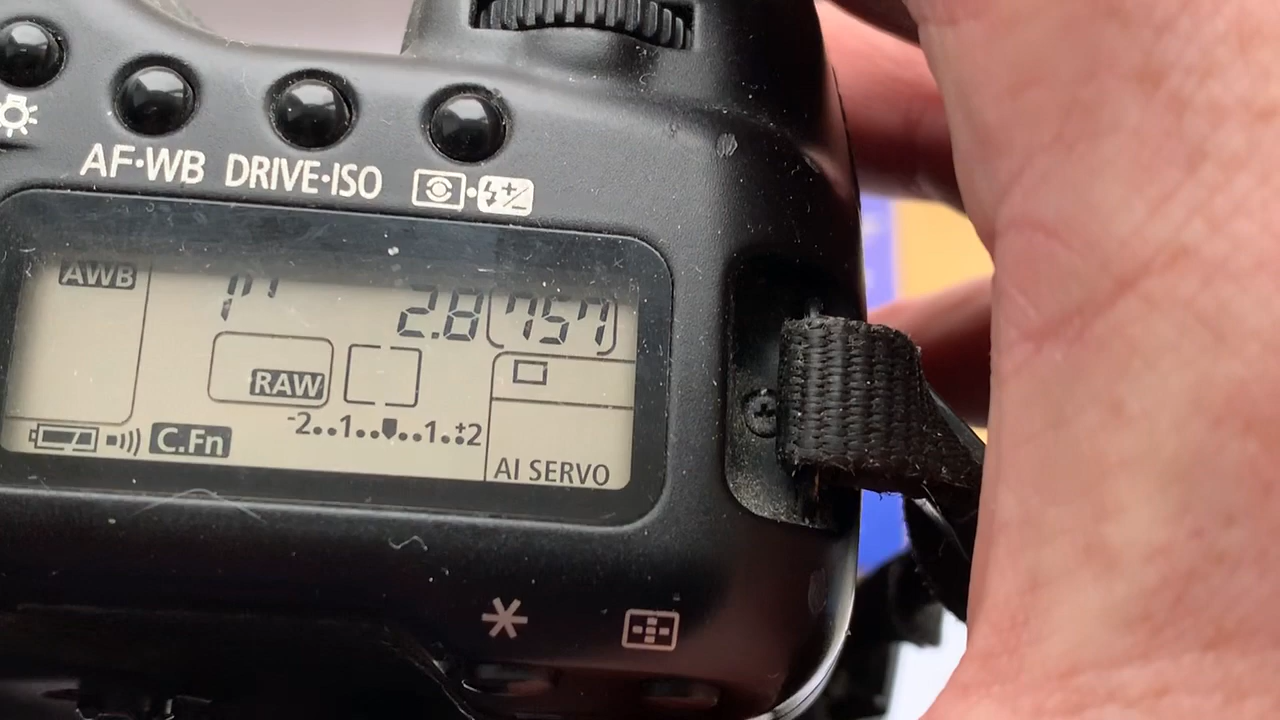 AF•WB DRIVE•ISO
AWB
1" 2.8 [757]
RAW
-2..1..▼..1..+2
C.Fn
AI SERVO